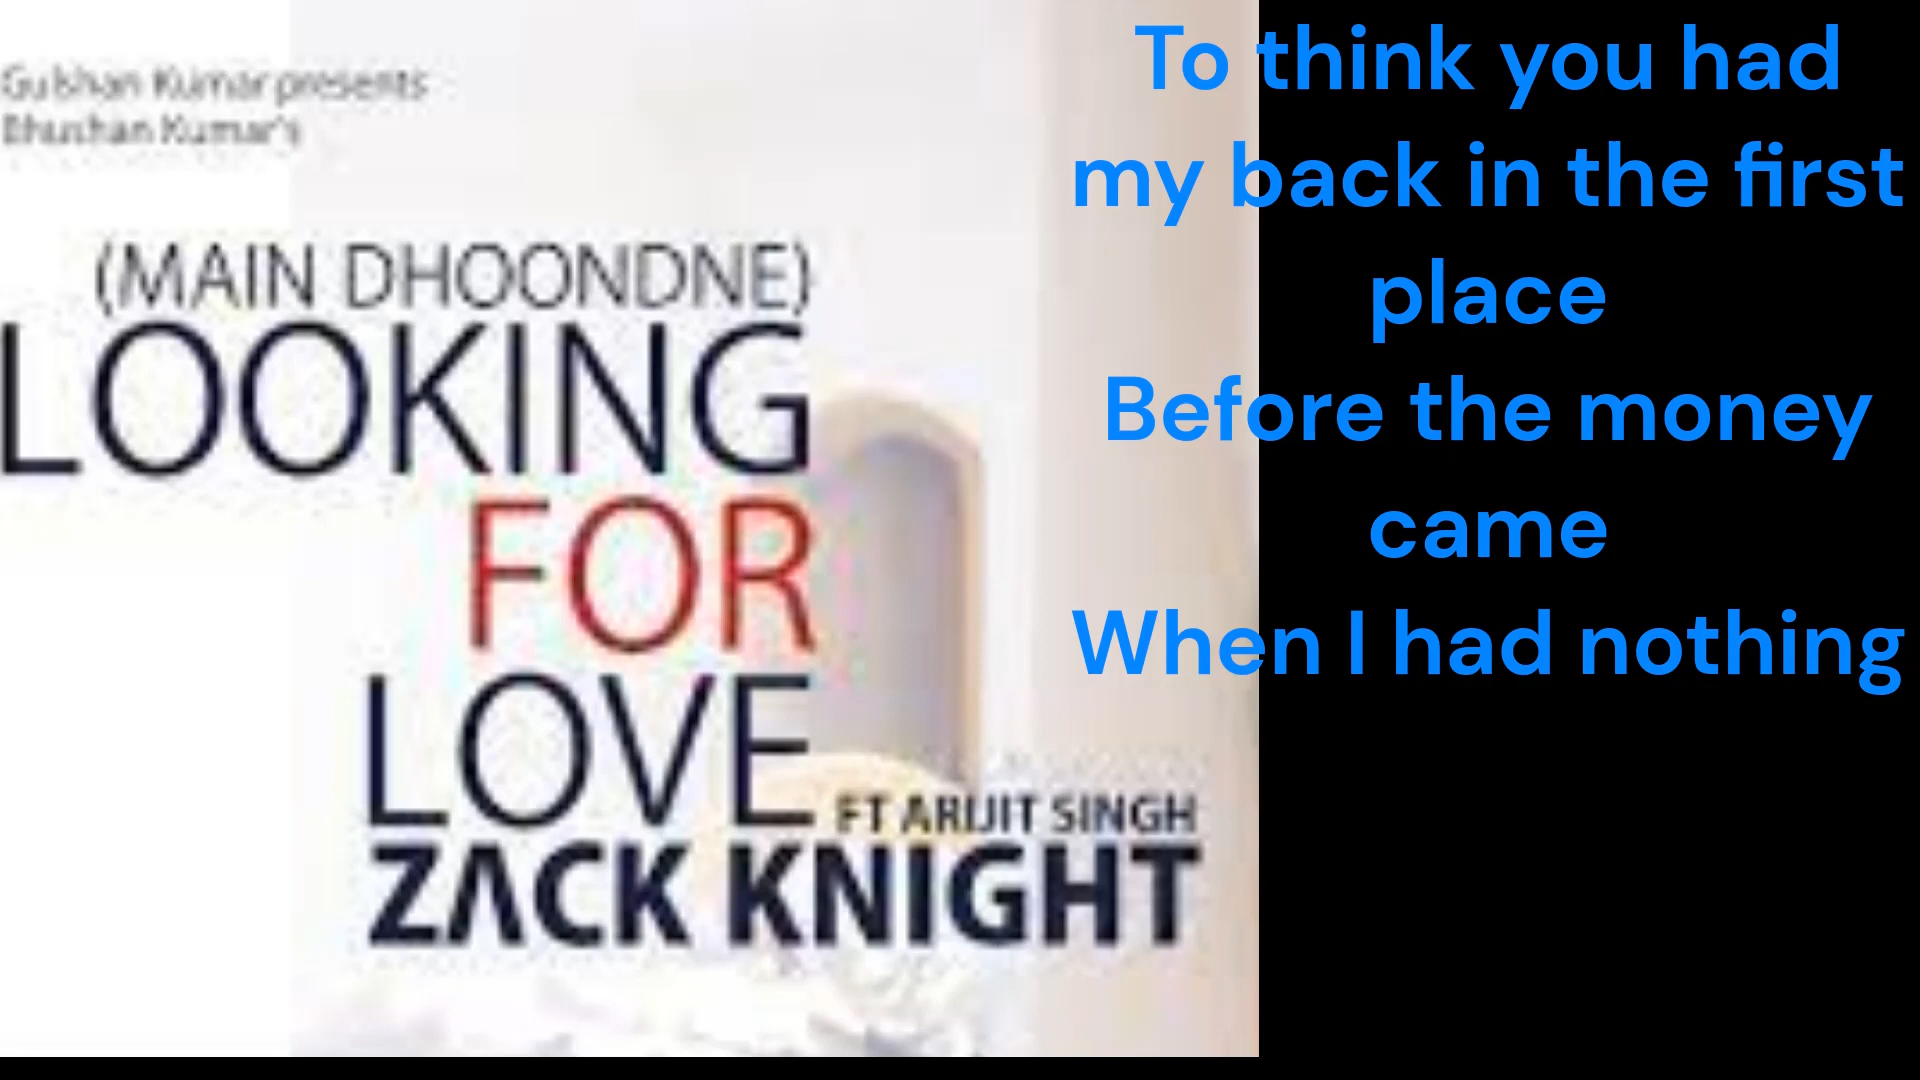 Gulshan Kumar presents
Bhushan Kumar's
(MAIN DHOONDNE)
LOOKING
FOR
LOVE
FT ARIJIT SINGH
ZACK KNIGHT
To think you had
my back in the first
place
Before the money
came
When I had nothing